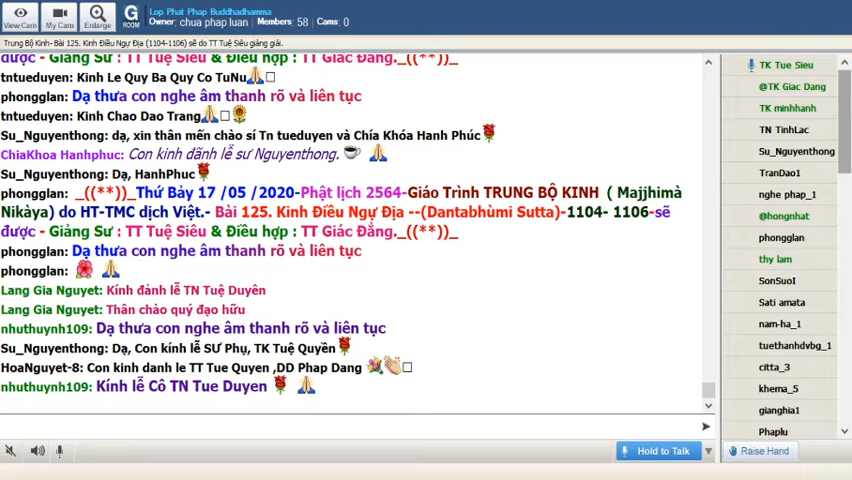 View Cam
My Cam
Enlarge
G
ROOM
Lop Phat Phap Buddhadhamma
Owner: chua phap luan Members: 58 Cams: 0
Trung Bộ Kinh- Bài 125. Kinh Điều Ngự Địa (1104-1106) sẽ do TT Tuệ Siêu giảng giải.
được - Giảng Sư : TT Tuệ Siêu & Điều hợp : TT Giác Đẳng._((**))_
tntueduyen: Kinh Le Quy Ba Quy Co TuNu
phongglan: Dạ thưa con nghe âm thanh rõ và liên tục
tntueduyen: Kinh Chao Dao Trang
Su_Nguyenthong: dạ, xin thân mến chào sí Tn tueduyen và Chía Khóa Hanh Phúc
ChiaKhoa Hanhphuc: Con kinh đãnh lễ sư Nguyenthong.
Su_Nguyenthong: Dạ, HanhPhuc
phongglan: _((**))_Thứ Bảy 17 /05 /2020-Phật lịch 2564-Giáo Trình TRUNG BỘ KINH ( Majjhimà
Nikàya) do HT-TMC dịch Việt.- Bài 125. Kinh Điều Ngự Địa --(Dantabhùmi Sutta)-1104- 1106-sẽ
được - Giảng Sư : TT Tuệ Siêu & Điều hợp : TT Giác Đẳng._((**))_
phongglan: Dạ thưa con nghe âm thanh rõ và liên tục
phongglan:
Lang Gia Nguyet: Kính đảnh lễ TN Tuệ Duyên
Lang Gia Nguyet: Thân chào quý đạo hữu
nhuthuynh109: Dạ thưa con nghe âm thanh rõ và liên tục
Su_Nguyenthong: Dạ, Con kính lễ SƯ Phụ, TK Tuệ Quyền
HoaNguyet-8: Con kinh danh le TT Tue Quyen ,DD Phap Dang
nhuthuynh109: Kính lễ Cô TN Tue Duyen
Hold to Talk
TK Tue Sieu
@TK Giac Dang
TK minhhanh
TN TinhLac
Su_Nguyenthong
TranDao1
nghe phap_1
@hongnhat
phongglan
thy lam
SonSuoI
Sati amata
nam-ha_1
tuethanhdvbg_1
citta_3
khema_5
gianghia1
Phaplu
Raise Hand